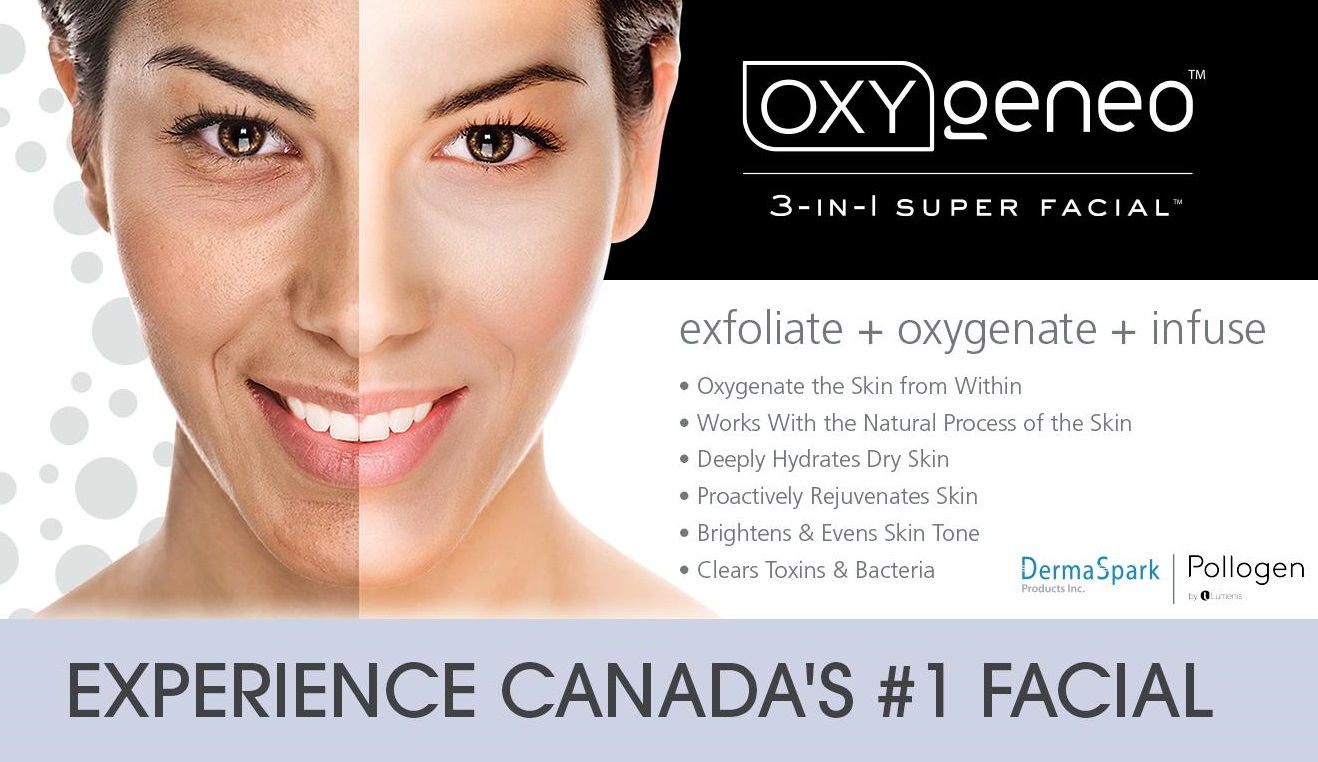 OXYgeneo™
3-IN-1 SUPER FACIAL™
exfoliate + oxygenate + infuse
• Oxygenate the Skin from Within
• Works With the Natural Process of the Skin
• Deeply Hydrates Dry Skin
• Proactively Rejuvenates Skin
• Brightens & Evens Skin Tone
• Clears Toxins & Bacteria
DermaSpark
Products Inc.
Pollogen
by Lumenis
EXPERIENCE CANADA'S #1 FACIAL